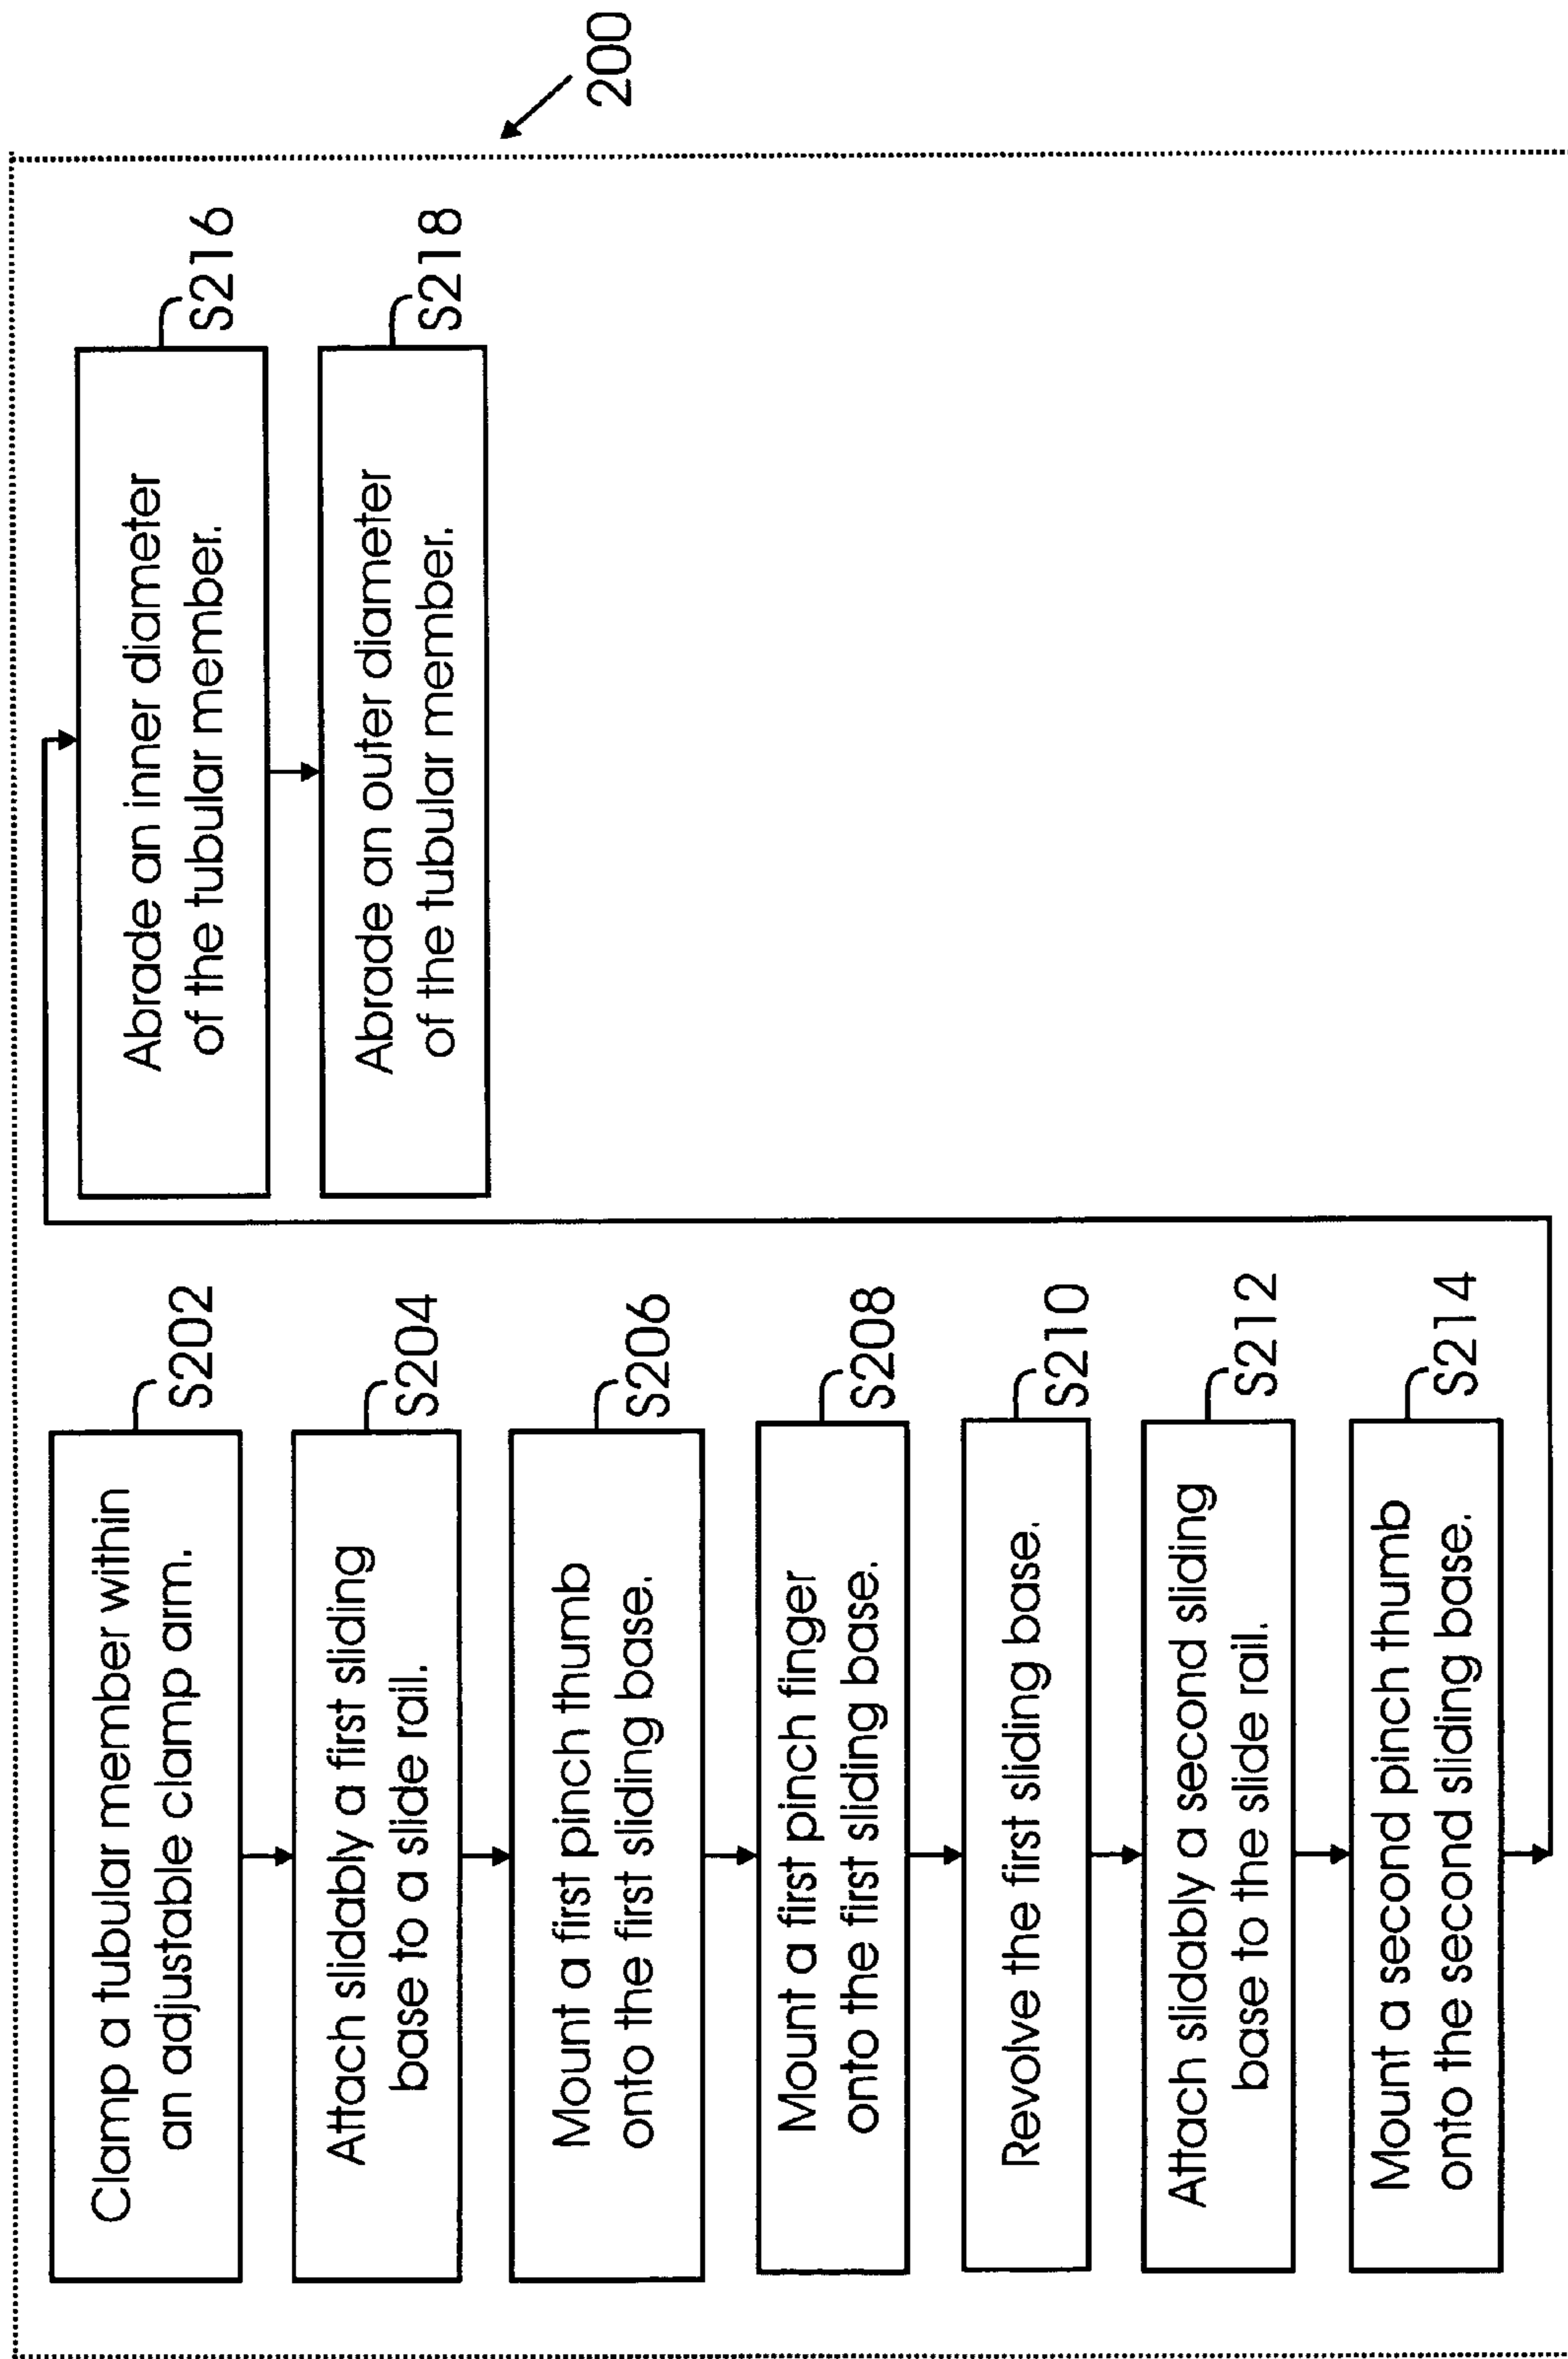 200
Clamp a tubular member within
an adjustable clamp arm.
S202
Attach slidably a first sliding
base to a slide rail.
S204
Mount a first pinch thumb
onto the first sliding base.
S206
Mount a first pinch finger
onto the first sliding base.
S208
Revolve the first sliding base.
S210
Attach slidably a second sliding
base to the slide rail.
S212
Mount a second pinch thumb
onto the second sliding base.
S214
Abrade an inner diameter
of the tubular member.
S216
Abrade an outer diameter
of the tubular member.
S218